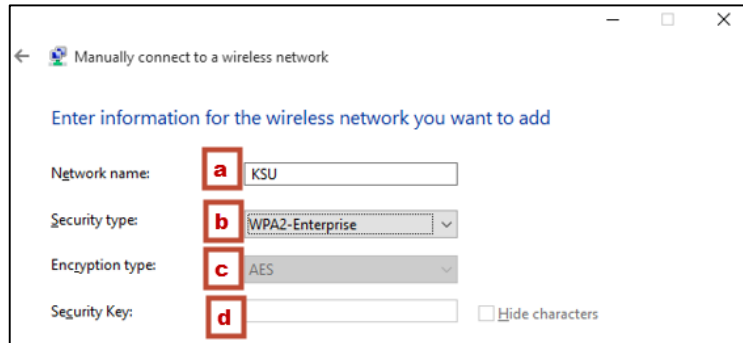 Manually connect to a wireless network
Enter information for the wireless network you want to add
Network name: a KSU
Security type: b WPA2-Enterprise
Encryption type: c AES
Security Key: d Hide characters